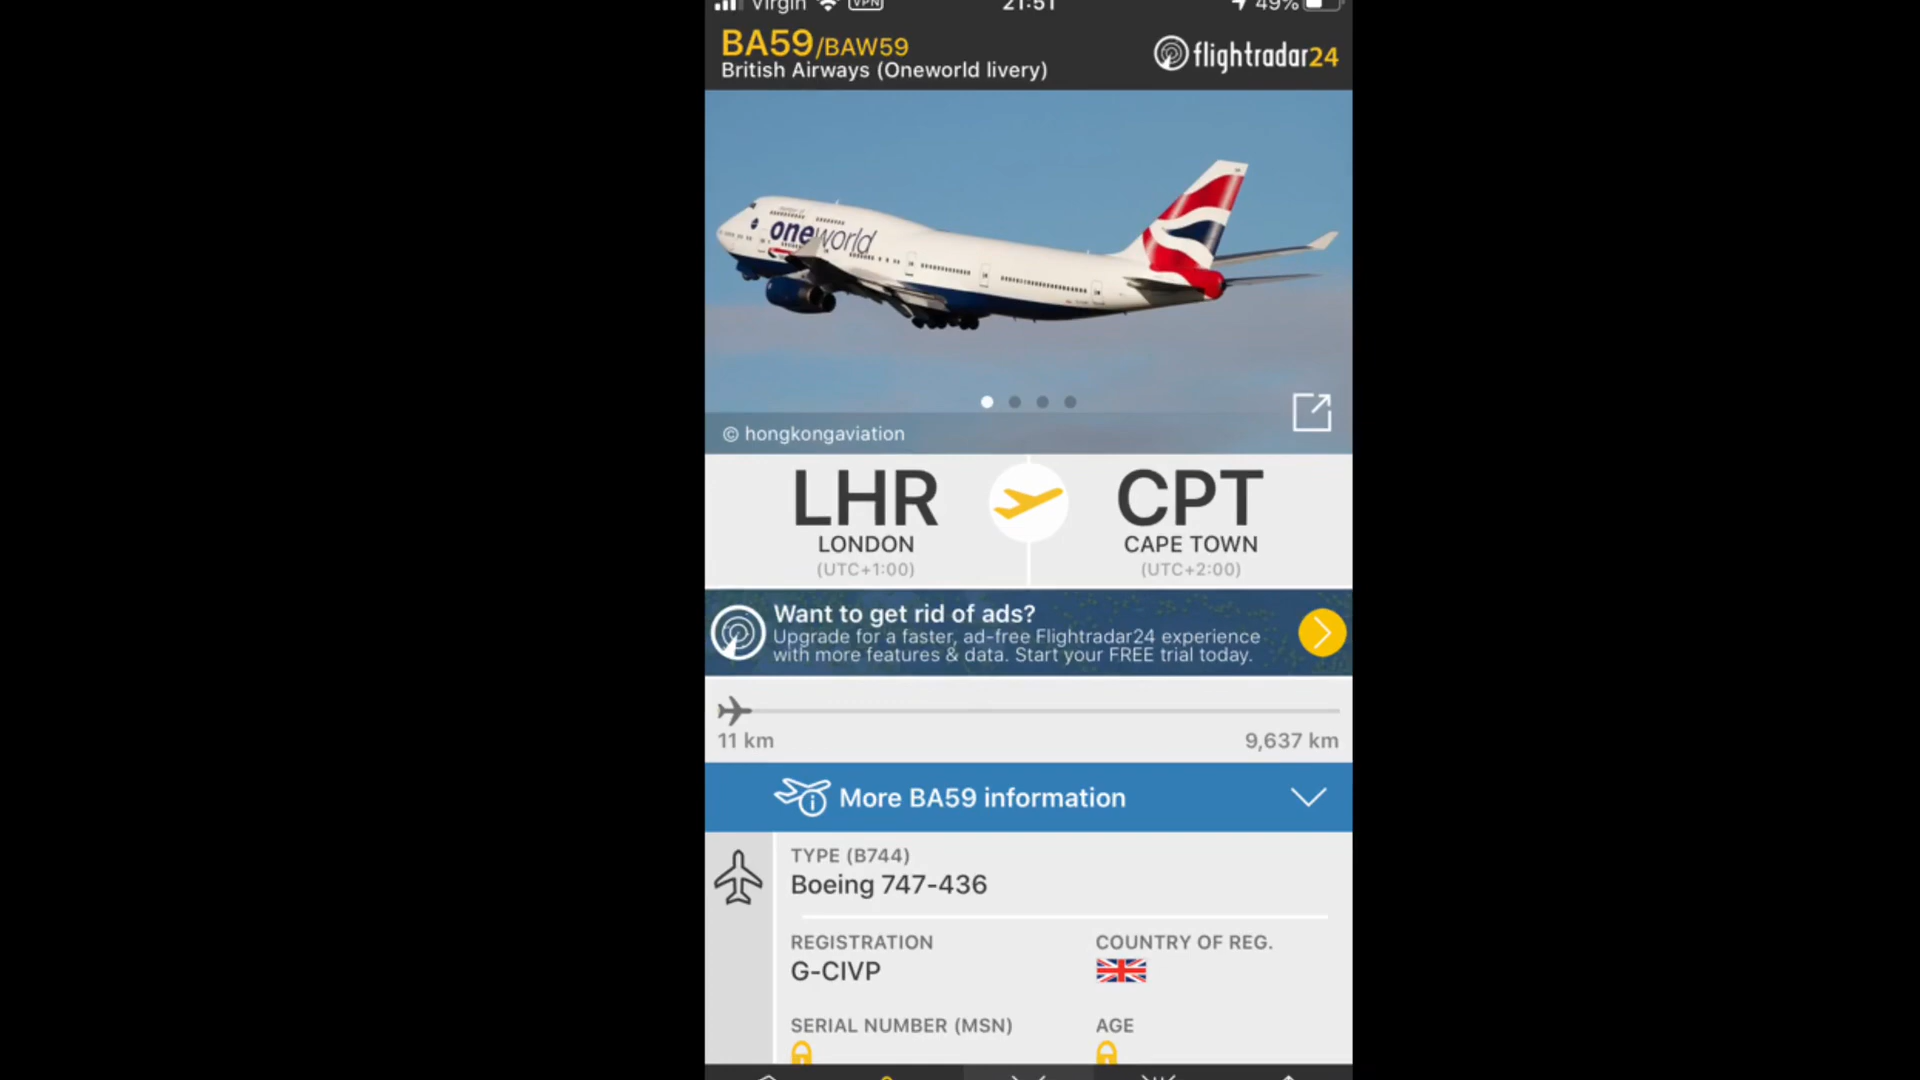 Virgin VPN 21:51 49%
BA59/BAW59
British Airways (Oneworld livery)
flightradar24
oneworld
© hongkongaviation
LHR
LONDON
(UTC+1:00)
CPT
CAPE TOWN
(UTC+2:00)
Want to get rid of ads?
Upgrade for a faster, ad-free Flightradar24 experience
with more features & data. Start your FREE trial today.
11 km
9,637 km
More BA59 information
TYPE (B744)
Boeing 747-436
REGISTRATION
G-CIVP
COUNTRY OF REG.
SERIAL NUMBER (MSN)
AGE